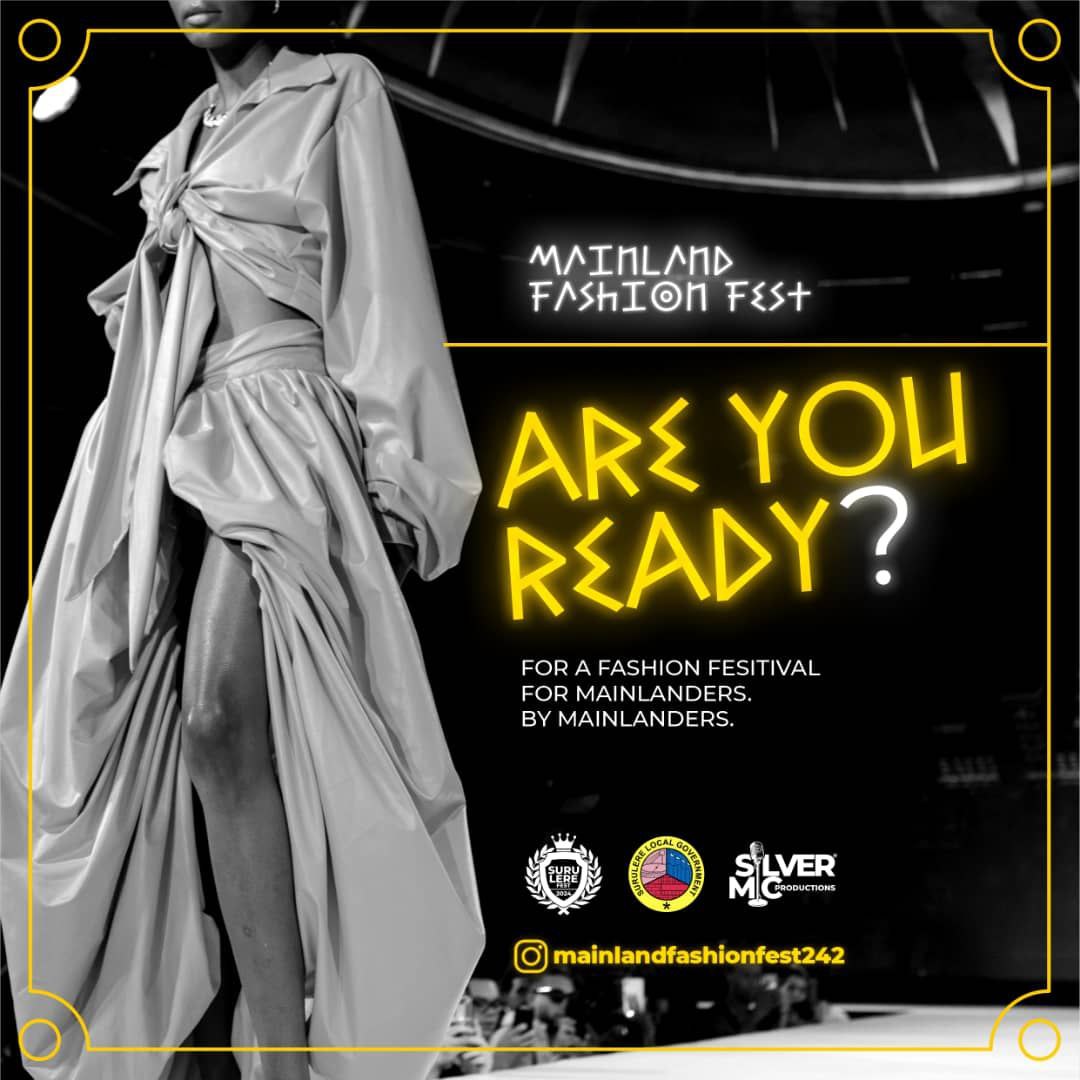 MAINLAND
FASHION FEST
ARE YOU
READY?
FOR A FASHION FESITIVAL
FOR MAINLANDERS.
BY MAINLANDERS.
SURU
LERE
FEST
2024
SURULERE LOCAL GOVERNMENT
SILVER
MIC PRODUCTIONS
mainlandfashionfest242